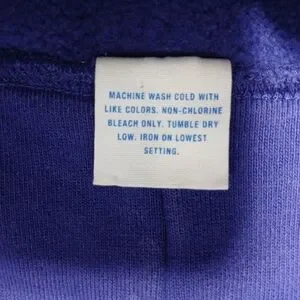 MACHINE WASH COLD WITH
LIKE COLORS. NON-CHLORINE
BLEACH ONLY. TUMBLE DRY
LOW. IRON ON LOWEST
SETTING.